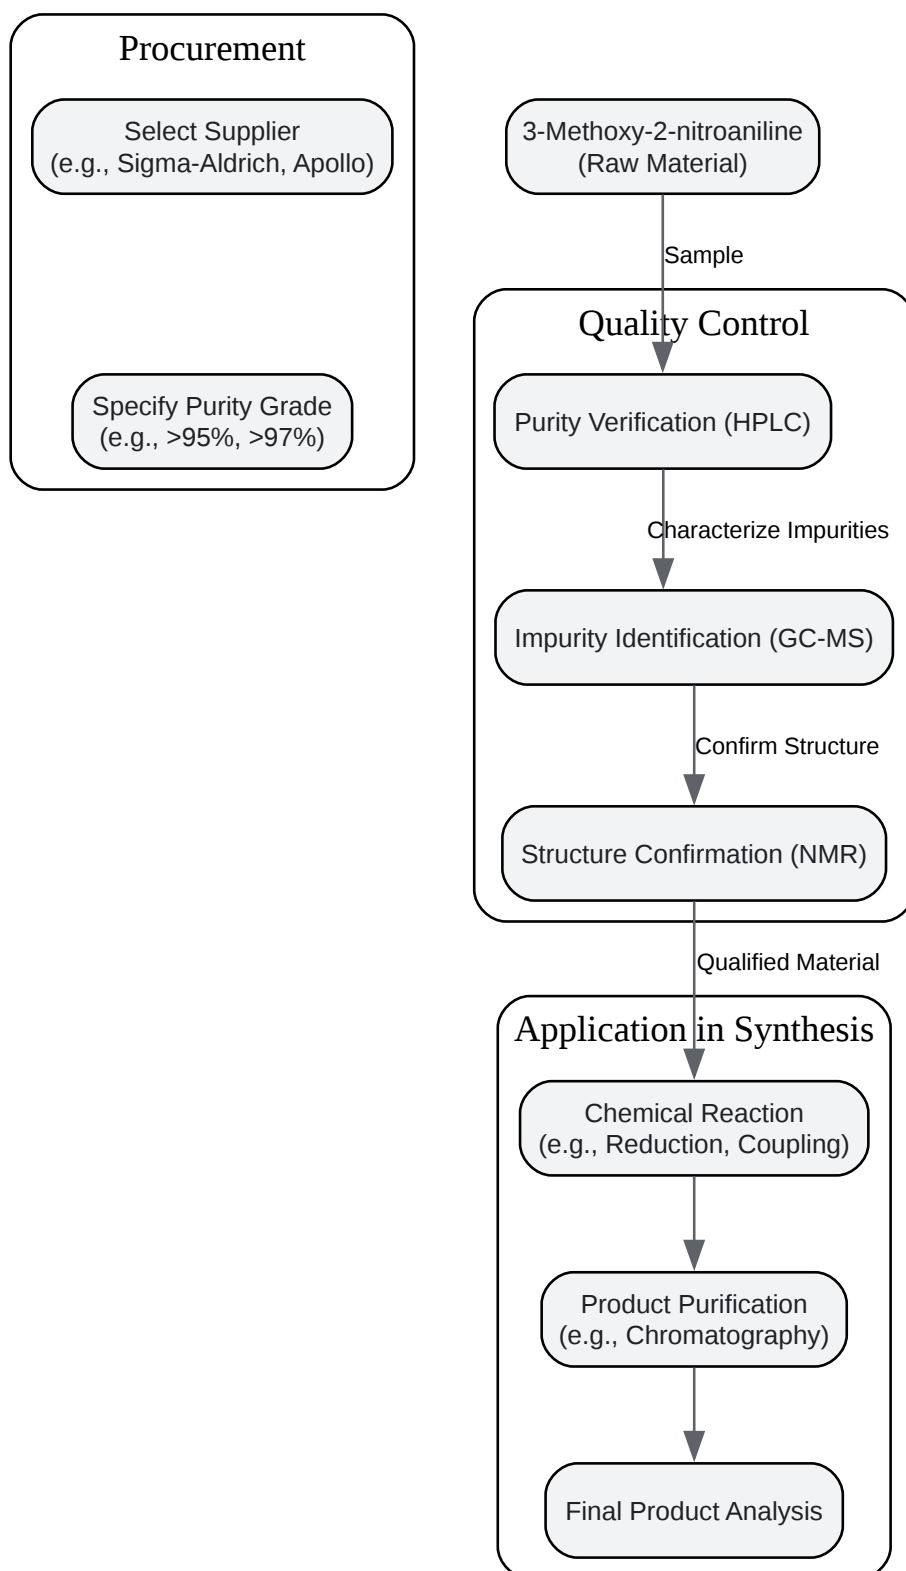 Procurement
Select Supplier
(e.g., Sigma-Aldrich, Apollo)
Specify Purity Grade
(e.g., >95%, >97%)
3-Methoxy-2-nitroaniline
(Raw Material)
Sample
Quality Control
Purity Verification (HPLC)
Characterize Impurities
Impurity Identification (GC-MS)
Confirm Structure
Structure Confirmation (NMR)
Qualified Material
Application in Synthesis
Chemical Reaction
(e.g., Reduction, Coupling)
Product Purification
(e.g., Chromatography)
Final Product Analysis